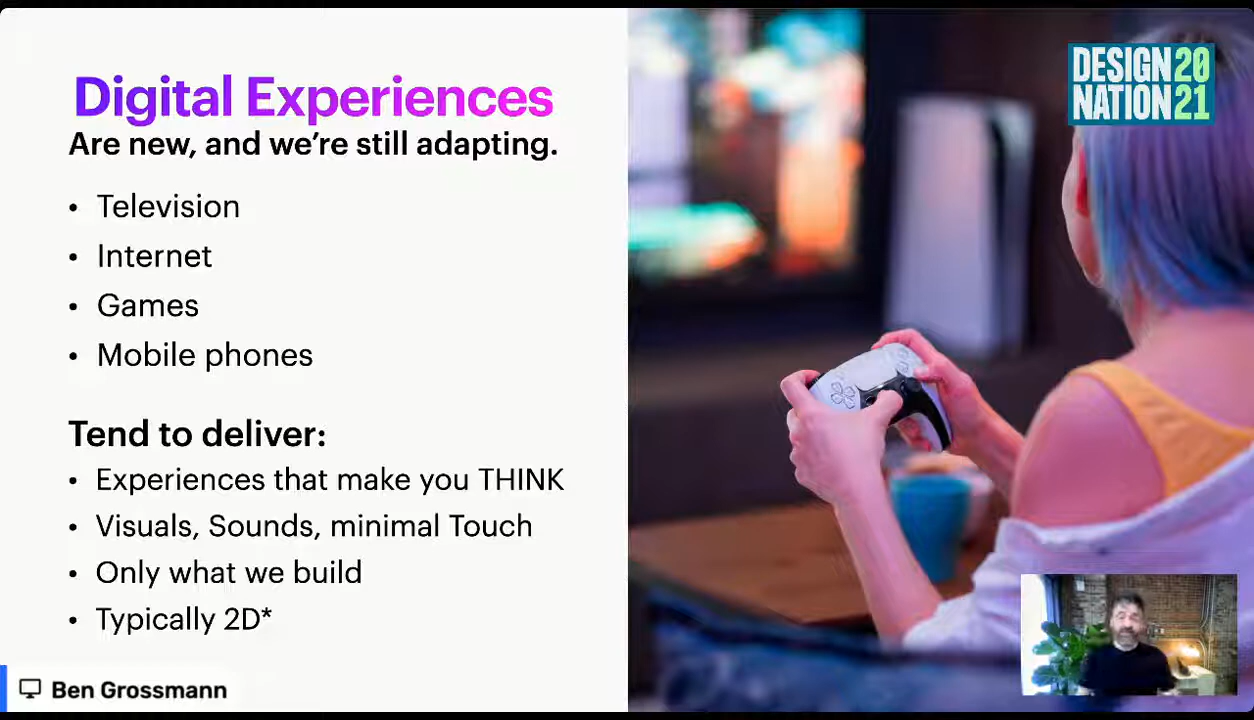 Digital Experiences
Are new, and we're still adapting.
• Television
• Internet
• Games
• Mobile phones
Tend to deliver:
• Experiences that make you THINK
• Visuals, Sounds, minimal Touch
• Only what we build
• Typically 2D*
Ben Grossmann
DESIGN 20
NATION 21